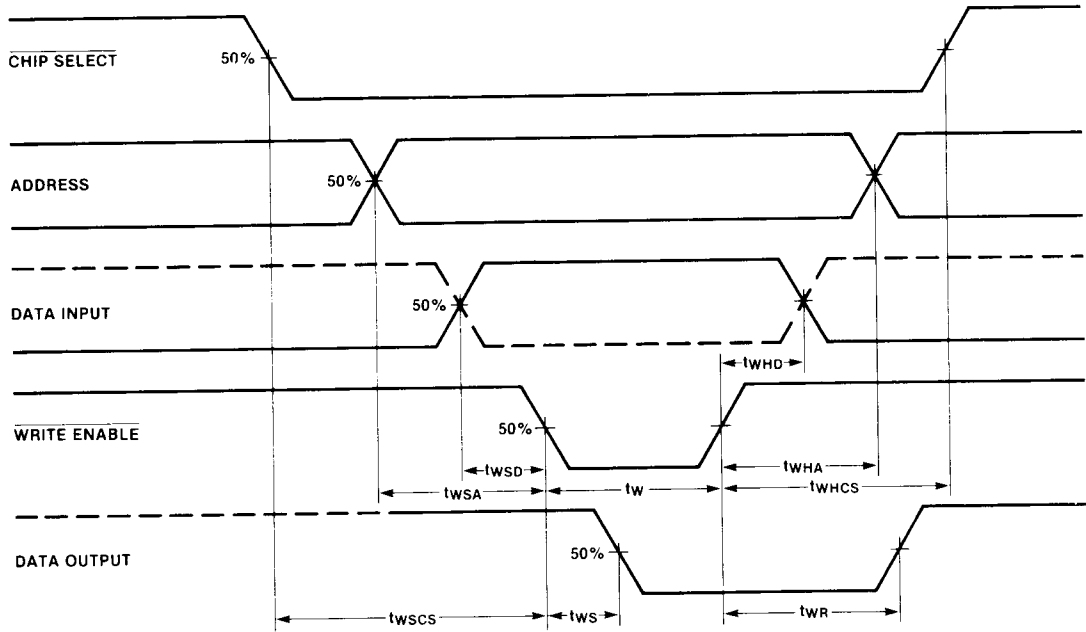 CHIP SELECT
50%
ADDRESS
50%
DATA INPUT
50%
tWHD
WRITE ENABLE
50%
tWSD
tWHA
tWSA
tW
tWHCS
DATA OUTPUT
50%
tWSCS
tWS
tWR